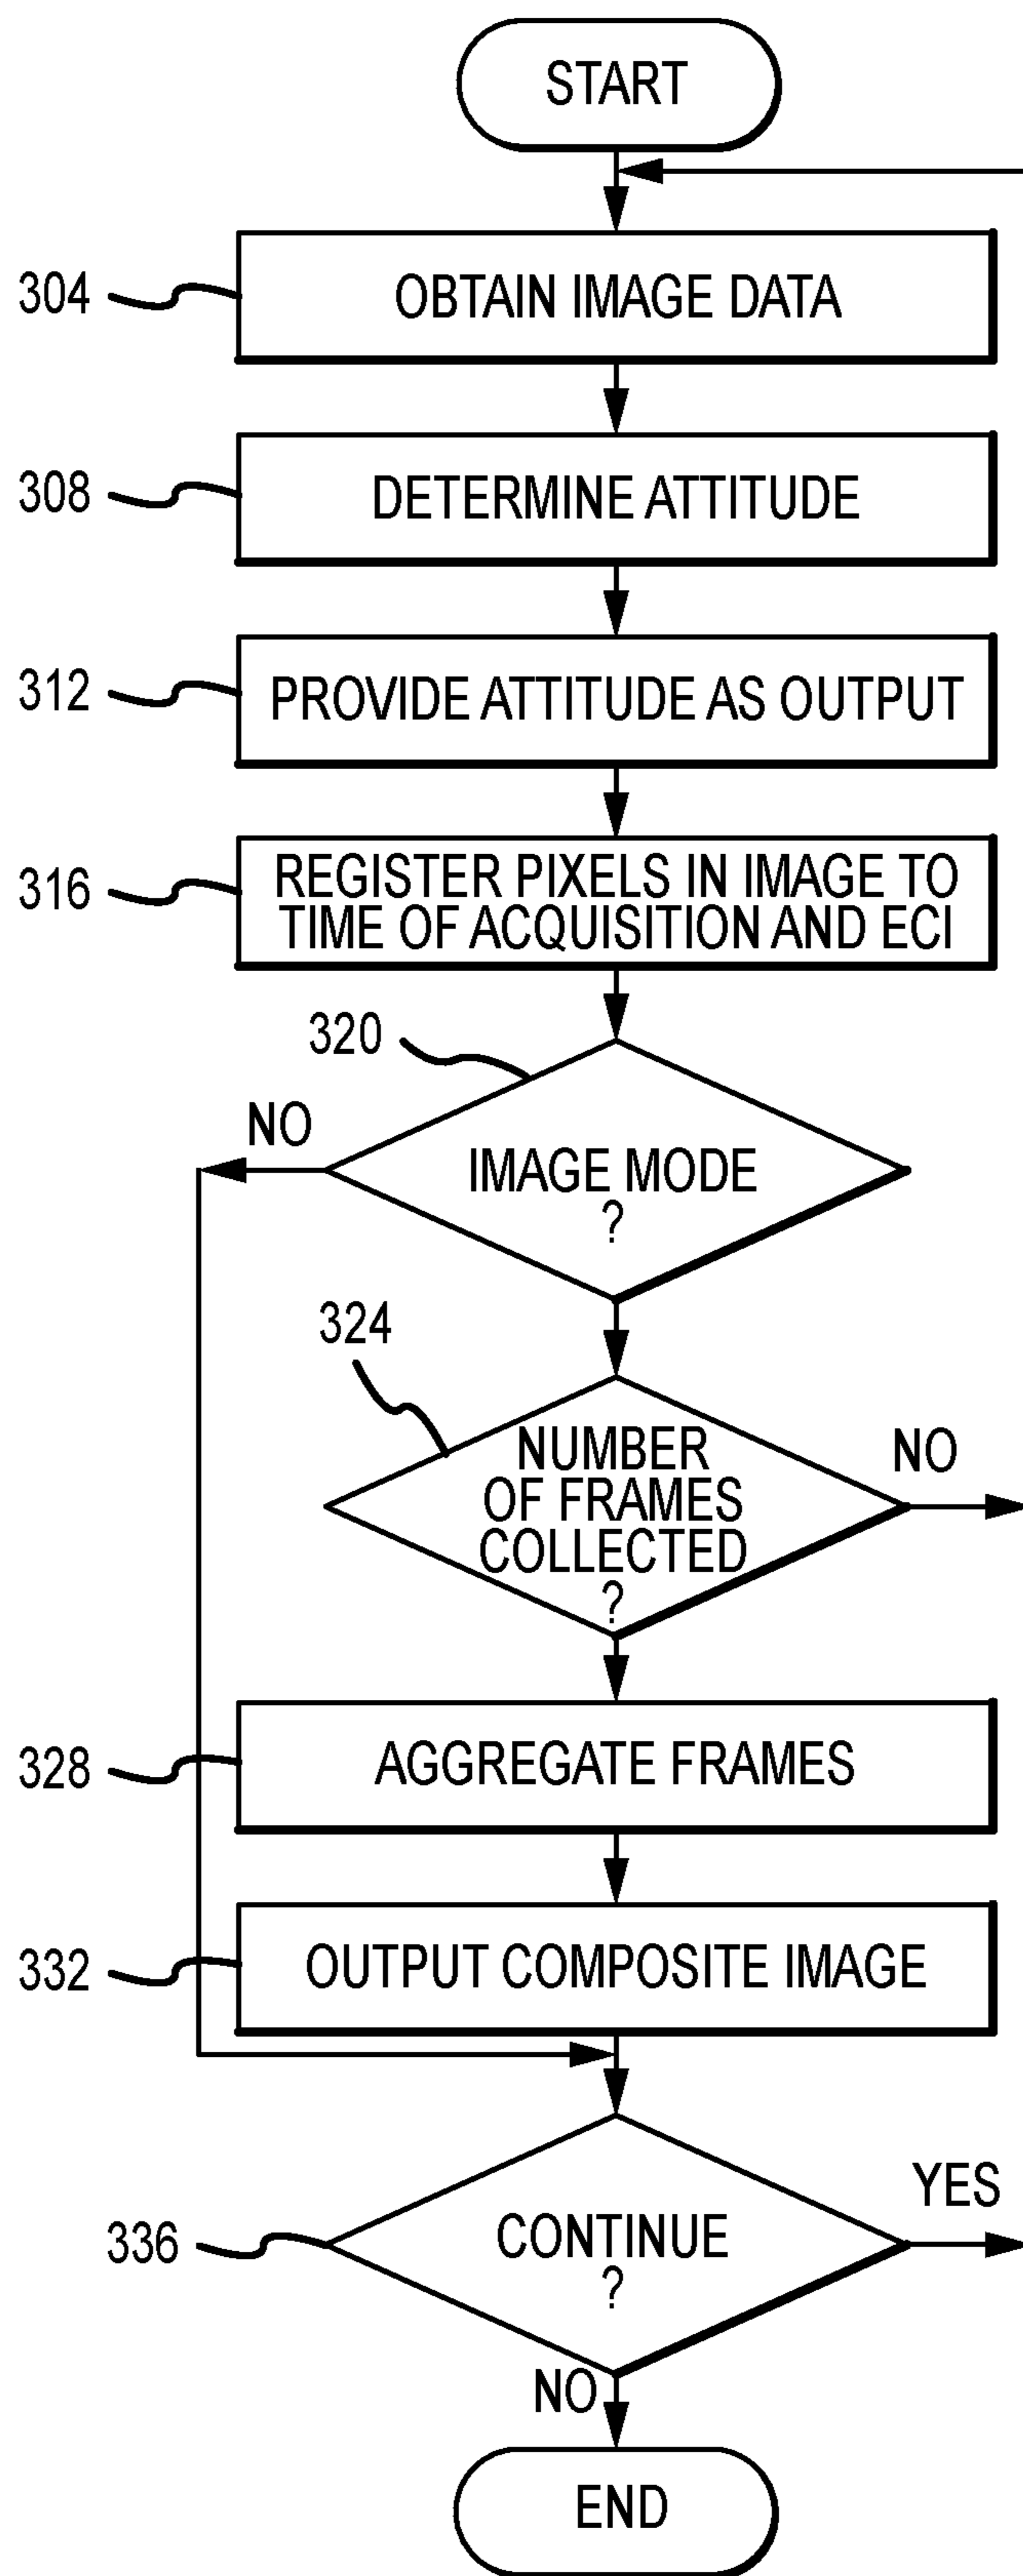 START
304
OBTAIN IMAGE DATA
308
DETERMINE ATTITUDE
312
PROVIDE ATTITUDE AS OUTPUT
316
REGISTER PIXELS IN IMAGE TO
TIME OF ACQUISITION AND ECI
320
NO
IMAGE MODE
?
324
NUMBER
OF FRAMES
COLLECTED
?
NO
328
AGGREGATE FRAMES
332
OUTPUT COMPOSITE IMAGE
336
CONTINUE
?
YES
NO
END